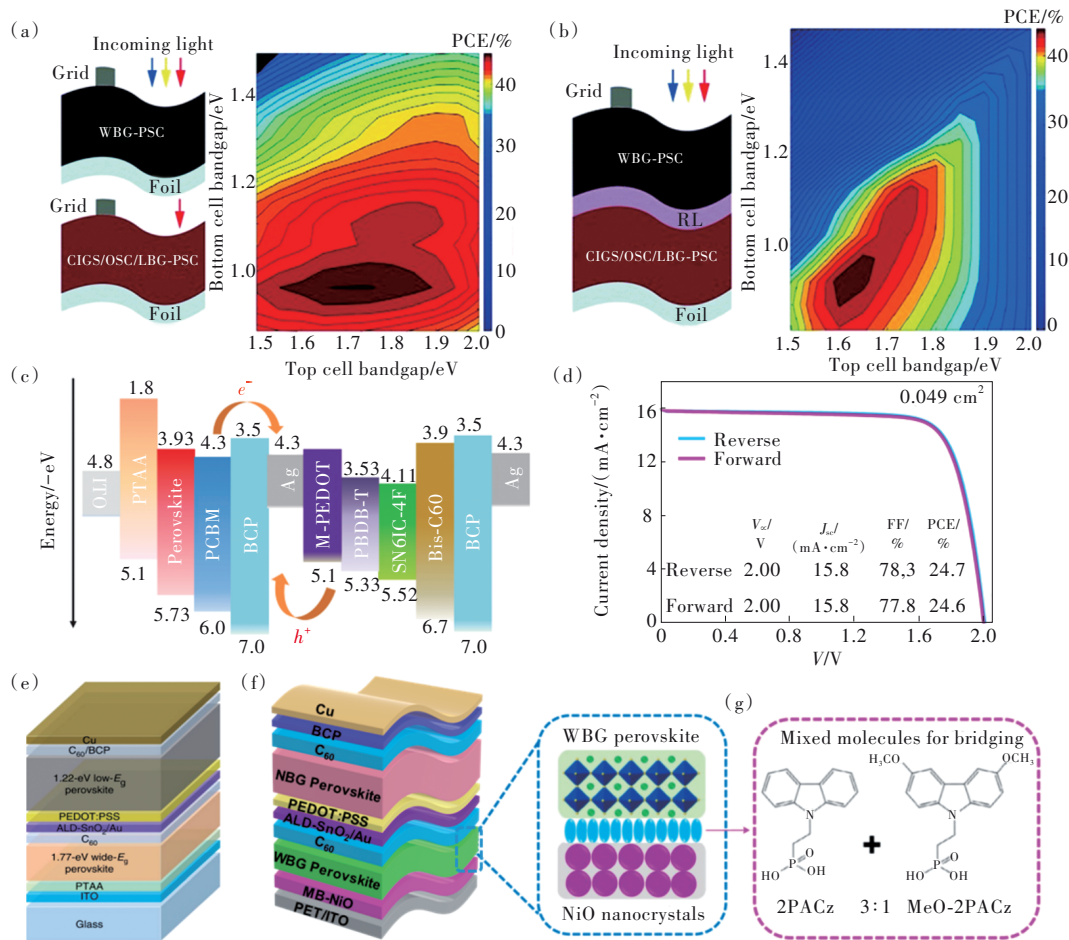 (a)
Incoming light
Grid
WBG-PSC
Foil
Grid
CIGS/OSC/LBG-PSC
Foil
Bottom cell bandgap/eV
1.4
1.2
1.0
1.5 1.6 1.7 1.8 1.9 2.0
Top cell bandgap/eV
PCE/%
40
30
20
10
0
(b)
Incoming light
Grid
WBG-PSC
RL
CIGS/OSC/LBG-PSC
Foil
Bottom cell bandgap/eV
1.4
1.2
1.0
1.5 1.6 1.7 1.8 1.9 2.0
Top cell bandgap/eV
PCE/%
40
30
20
10
0
(c)
Energy/−eV
4.8
O.TI
1.8
PTAA
5.1
3.93
Perovskite
5.73
4.3
PCBM
6.0
3.5
BCP
7.0
e−
h+
4.3
Ag
M-PEDOT
5.1
3.53
PBDB-T
5.33
4.11
SN6IC-4F
5.52
3.9
Bis-C60
6.7
3.5
BCP
7.0
4.3
Ag
(d)
0.049 cm−2
Current density/(mA•cm−2)
16
12
8
4
0
Reverse
Forward
Voc/V Jsc/(mA•cm−2) FF/% PCE/%
Reverse 2.00 15.8 78,3 24.7
Forward 2.00 15.8 77.8 24.6
0 0.4 0.8 1.2 1.6 2.0
V/V
(e)
Cu
C60/BCP
1.22-eV low-Eg
perovskite
PEDOT:PSS
ALD-SnO2/Au
C60
1.77-eV wide-Eg
perovskite
PTAA
ITO
Glass
(f)
Cu
BCP
C60
NBG Perovskite
PEDOT:PSS
ALD-SnO2/Au
C60
WBG Perovskite
MB-NiO
PET/ITO
WBG perovskite
NiO nanocrystals
(g)
Mixed molecules for bridging
H3CO
OCH3
N
N
P
O
OH
HO
P
O
OH
HO
+
2PACz 3:1 MeO-2PACz